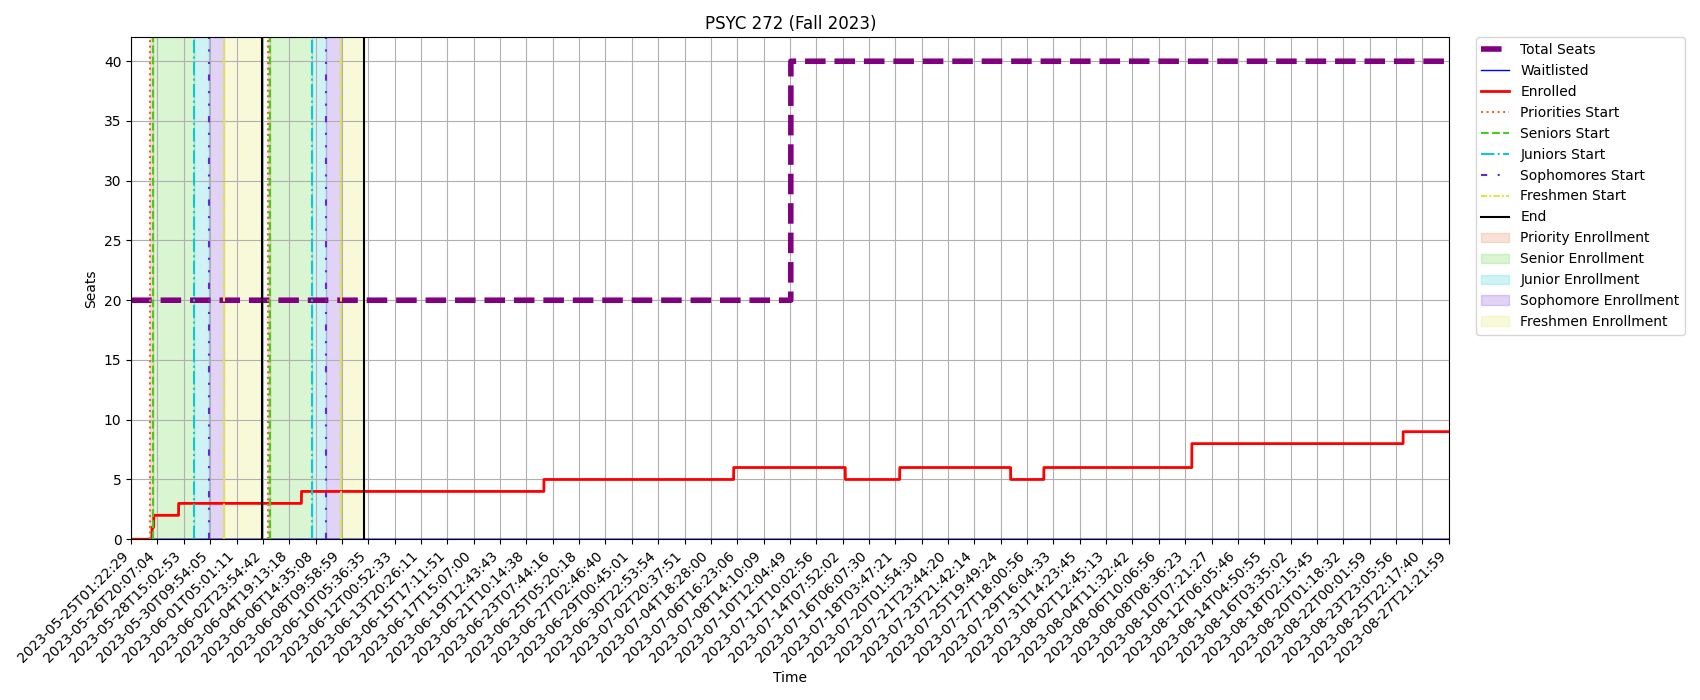 PSYC 272 (Fall 2023)
Seats
40
35
30
25
20
15
10
5
0
2023-05-25T01:22:29
2023-05-26T20:07:04
2023-05-28T15:02:53
2023-05-30T09:54:05
2023-06-01T05:01:11
2023-06-02T23:54:42
2023-06-04T19:13:18
2023-06-06T14:35:08
2023-06-08T09:58:59
2023-06-10T05:36:35
2023-06-12T00:52:33
2023-06-13T20:26:11
2023-06-15T17:11:51
2023-06-17T15:07:00
2023-06-19T12:43:43
2023-06-21T10:14:38
2023-06-23T07:44:16
2023-06-25T05:20:18
2023-06-27T02:46:40
2023-06-29T00:45:01
2023-06-30T22:53:54
2023-07-02T20:37:51
2023-07-04T18:28:00
2023-07-06T16:23:06
2023-07-08T14:10:09
2023-07-10T12:04:49
2023-07-12T10:02:56
2023-07-14T07:52:02
2023-07-16T06:07:30
2023-07-18T03:47:21
2023-07-20T01:54:30
2023-07-21T23:44:20
2023-07-23T21:42:14
2023-07-25T19:49:24
2023-07-27T18:00:56
2023-07-29T16:04:33
2023-07-31T14:23:45
2023-08-02T12:45:13
2023-08-04T11:32:42
2023-08-06T10:06:56
2023-08-08T08:36:23
2023-08-10T07:21:27
2023-08-12T06:05:46
2023-08-14T04:50:55
2023-08-16T03:35:02
2023-08-18T02:15:45
2023-08-20T01:18:32
2023-08-22T00:01:59
2023-08-23T23:05:56
2023-08-25T22:17:40
2023-08-27T21:21:59
Time
Total Seats
Waitlisted
Enrolled
Priorities Start
Seniors Start
Juniors Start
Sophomores Start
Freshmen Start
End
Priority Enrollment
Senior Enrollment
Junior Enrollment
Sophomore Enrollment
Freshmen Enrollment